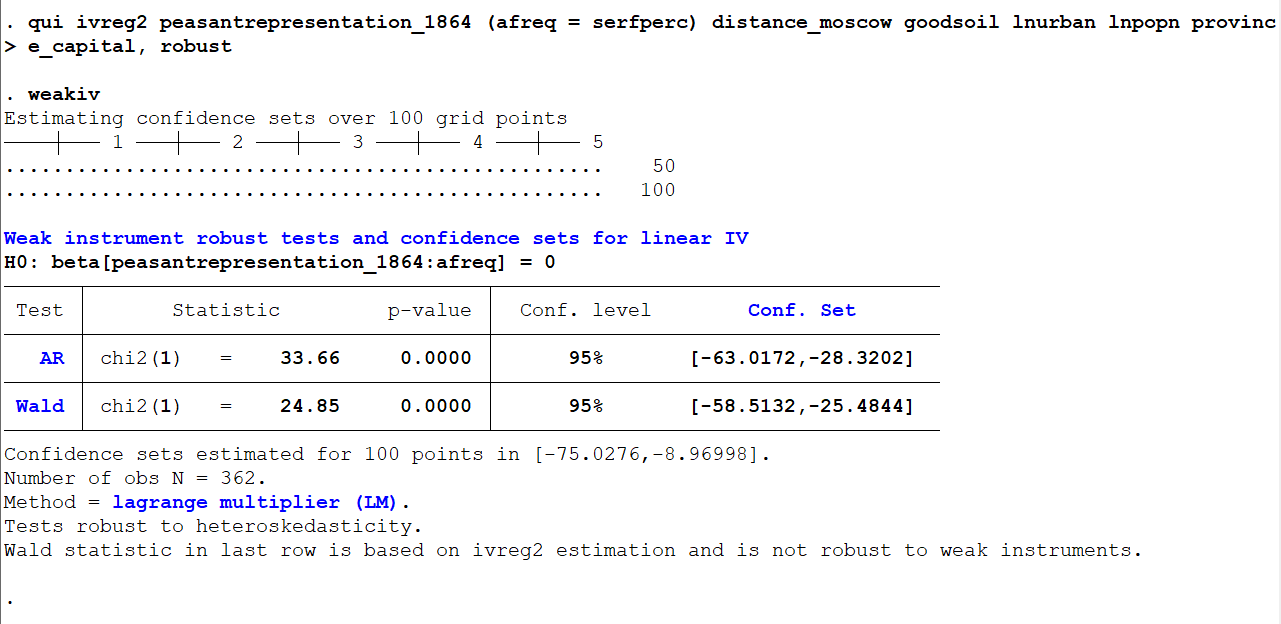 . qui ivreg2 peasantrepresentation_1864 (afreq = serfperc) distance_moscow goodsoil lnurban lnpopn provinc
> e_capital, robust
. weakiv
Estimating confidence sets over 100 grid points
1 2 3 4 5
.................................................. 50
.................................................. 100
Weak instrument robust tests and confidence sets for linear IV
H0: beta[peasantrepresentation_1864:afreq] = 0
Test Statistic p-value Conf. level Conf. Set
AR chi2(1) = 33.66 0.0000 95% [-63.0172,-28.3202]
Wald chi2(1) = 24.85 0.0000 95% [-58.5132,-25.4844]
Confidence sets estimated for 100 points in [-75.0276,-8.96998].
Number of obs N = 362.
Method = lagrange multiplier (LM).
Tests robust to heteroskedasticity.
Wald statistic in last row is based on ivreg2 estimation and is not robust to weak instruments.
.